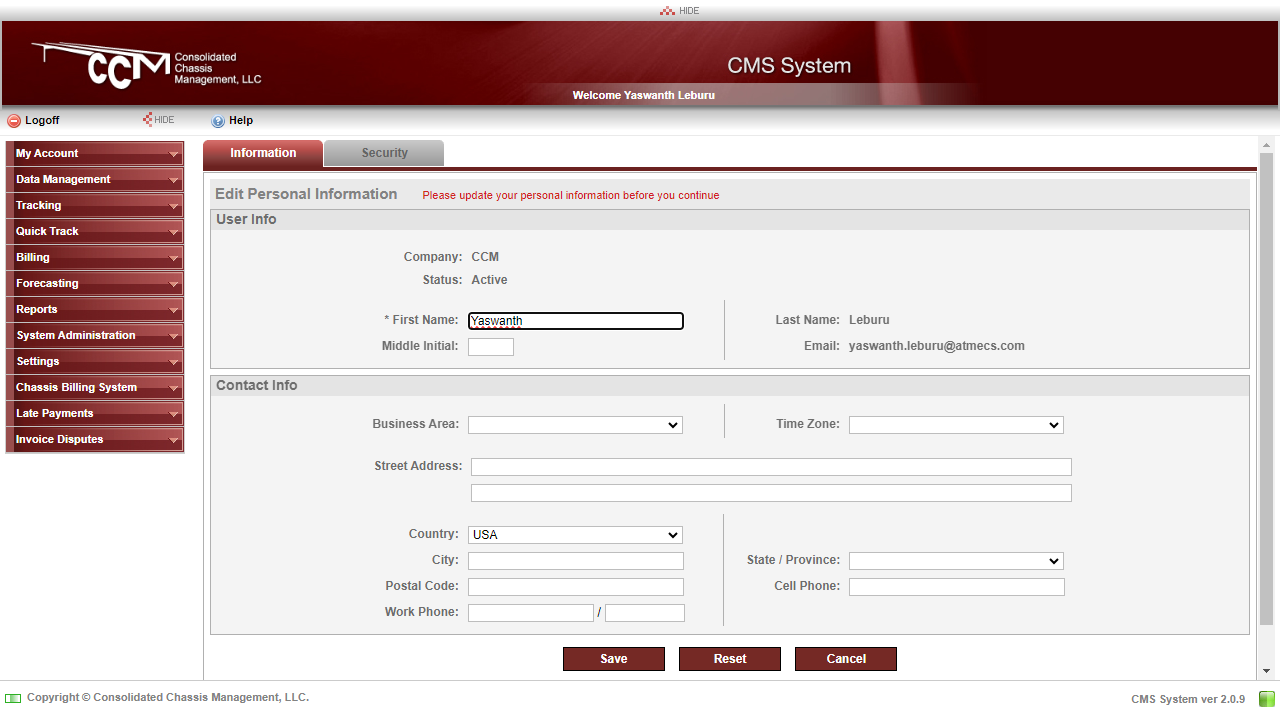 HIDE
CCM Consolidated
Chassis
Management, LLC
CMS System
Welcome Yaswanth Leburu
Logoff
HIDE
Help
My Account
Data Management
Tracking
Quick Track
Billing
Forecasting
Reports
System Administration
Settings
Chassis Billing System
Late Payments
Invoice Disputes
Information Security
Edit Personal Information Please update your personal information before you continue
User Info
Company: CCM
Status: Active
* First Name: Yaswanth Last Name: Leburu
Middle Initial: Email: yaswanth.leburu@atmecs.com
Contact Info
Business Area: Time Zone:
Street Address:
Country: USA
City: State / Province:
Postal Code: Cell Phone:
Work Phone: /
Save Reset Cancel
Copyright © Consolidated Chassis Management, LLC. CMS System ver 2.0.9